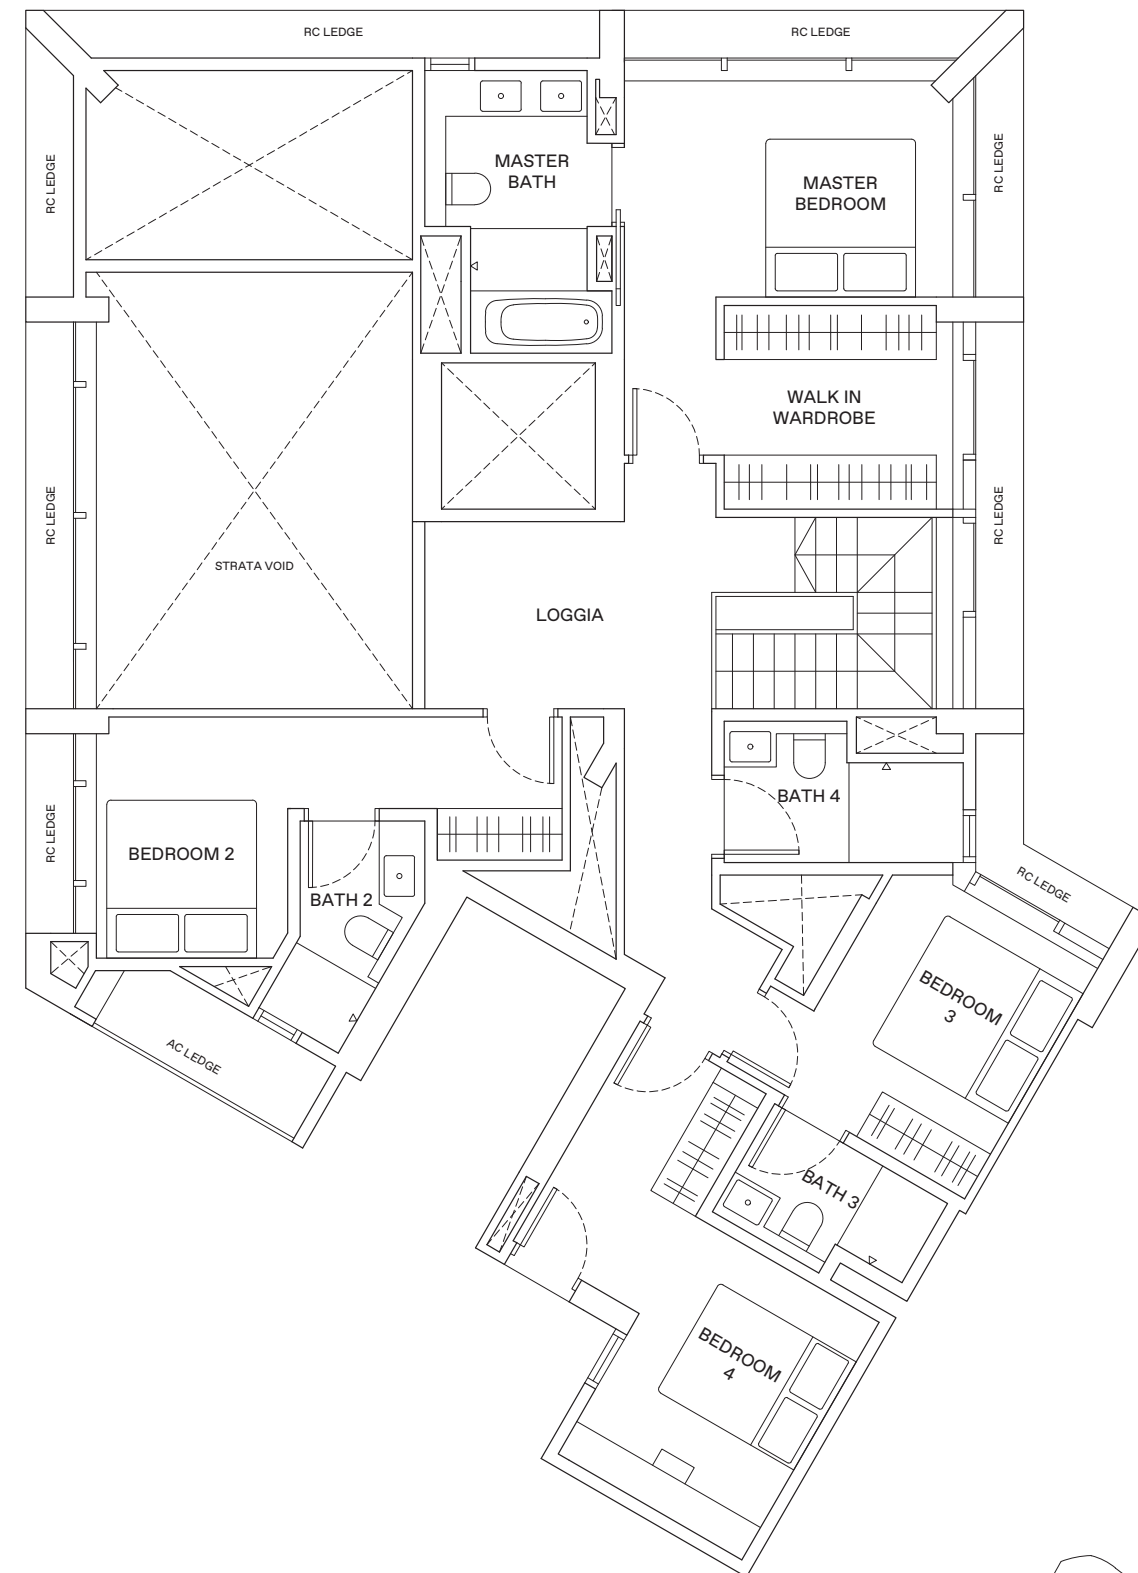 RC LEDGE
RC LEDGE
RC LEDGE
MASTER
BATH
MASTER
BEDROOM
RC LEDGE
WALK IN
WARDROBE
RC LEDGE
RC LEDGE
STRATA VOID
LOGGIA
RC LEDGE
BEDROOM 2
BATH 2
BATH 4
RC LEDGE
BEDROOM
3
AC LEDGE
BATH 3
BEDROOM
4